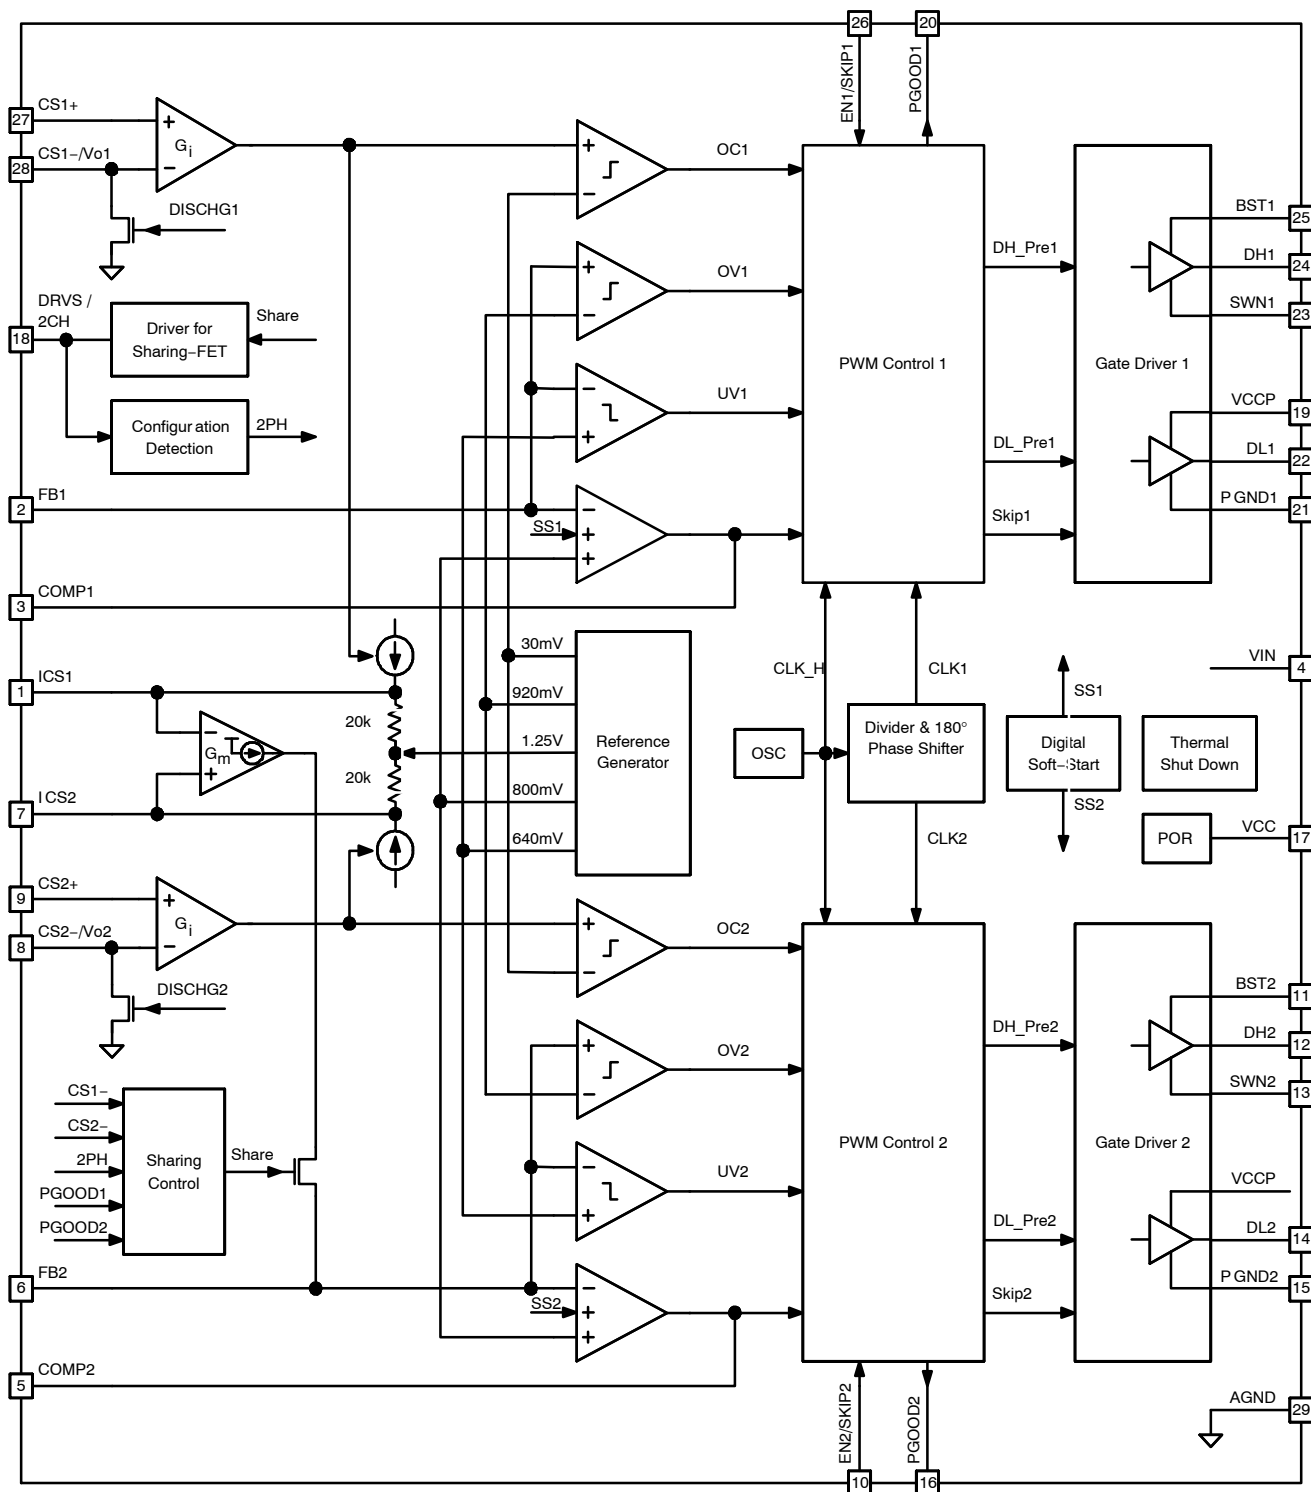 26
20
EN1/SKIP1
PGOOD1
27
CS1+
+
Gi
28
CS1−/Vo1
−
DISCHG1
+
−
OC1
DRVS /
2CH
18
Driver for
Sharing−FET
Share
Configuration
Detection
2PH
+
−
OV1
−
+
UV1
2
FB1
−
SS1
+
+
3
COMP1
PWM Control 1
DH_Pre1
DL_Pre1
Skip1
Gate Driver 1
BST1
25
DH1
24
SWN1
23
VCCP
19
DL1
22
PGND1
21
1
ICS1
−
Gm
+
7
ICS2
20k
20k
30mV
920mV
1.25V
800mV
640mV
Reference
Generator
CLK_H
CLK1
OSC
Divider & 180°
Phase Shifter
CLK2
SS1
Digital
Soft−Start
SS2
Thermal
Shut Down
VIN
4
POR
VCC
17
9
CS2+
+
Gi
8
CS2−/Vo2
−
DISCHG2
+
−
OC2
+
−
OV2
−
+
UV2
CS1−
CS2−
2PH
PGOOD1
PGOOD2
Sharing
Control
Share
6
FB2
−
SS2
+
+
5
COMP2
PWM Control 2
DH_Pre2
DL_Pre2
Skip2
Gate Driver 2
BST2
11
DH2
12
SWN2
13
VCCP
DL2
14
PGND2
15
AGND
29
EN2/SKIP2
PGOOD2
10
16